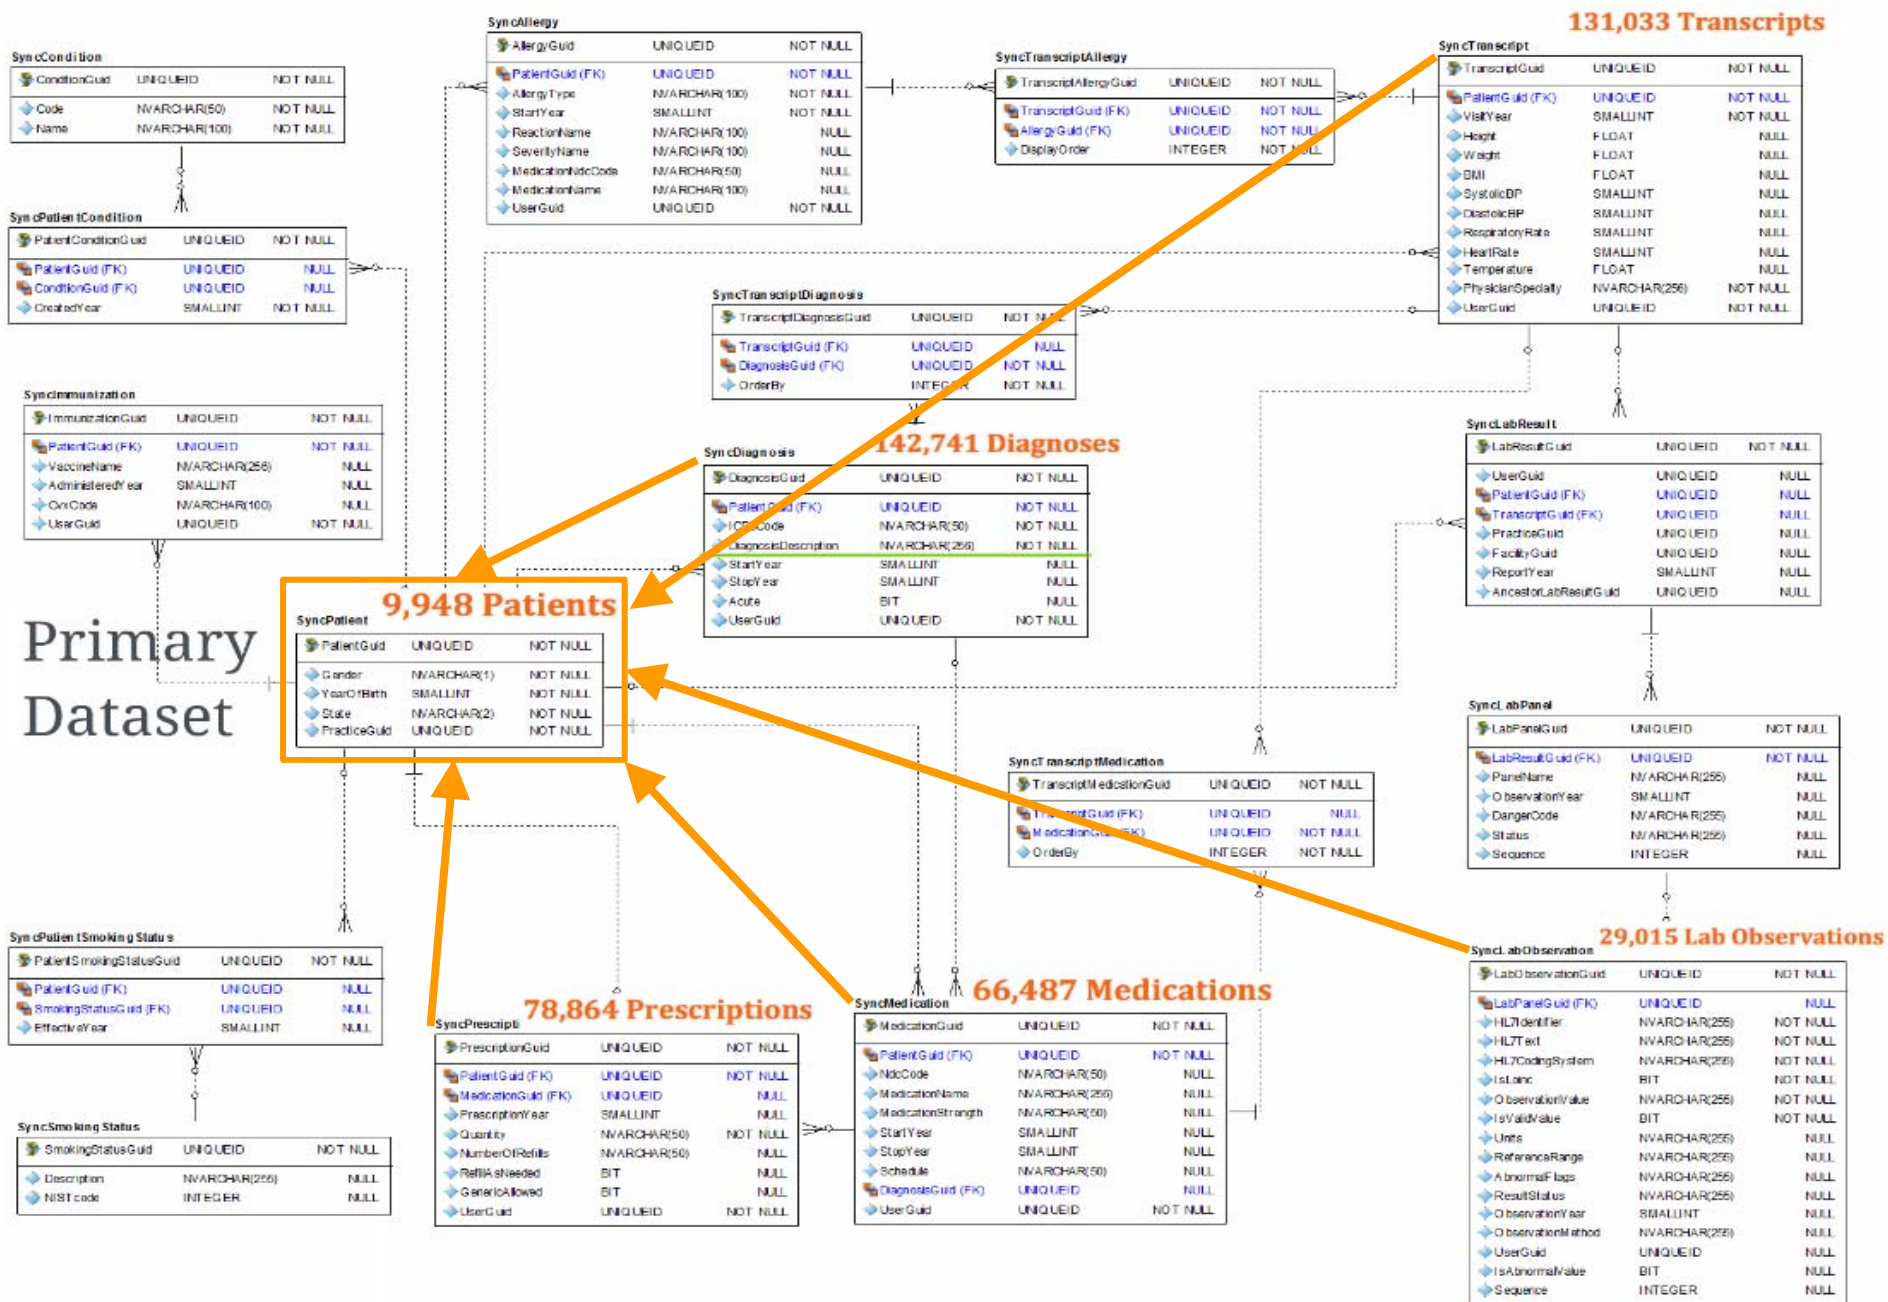 131,033 Transcripts
SyncAllergy
AllergyGuid UNIQUEID NOT NULL
PatientGuid (FK) UNIQUEID NOT NULL
AllergyType NVARCHAR(100) NOT NULL
StartYear SMALLINT NOT NULL
ReactionName NVARCHAR(100) NULL
SeverityName NVARCHAR(100) NULL
MedicationNdcCode NVARCHAR(50) NULL
MedicationName NVARCHAR(100) NULL
UserGuid UNIQUEID NOT NULL
SyncCondition
ConditionGuid UNIQUEID NOT NULL
Code NVARCHAR(50) NOT NULL
Name NVARCHAR(100) NOT NULL
SyncTranscriptAllergy
TranscriptAllergyGuid UNIQUEID NOT NULL
TranscriptGuid (FK) UNIQUEID NOT NULL
AllergyGuid (FK) UNIQUEID NOT NULL
DisplayOrder INTEGER NOT NULL
SyncTranscript
TranscriptGuid UNIQUEID NOT NULL
PatientGuid (FK) UNIQUEID NOT NULL
VisitYear SMALLINT NOT NULL
Height FLOAT NULL
Weight FLOAT NULL
BMI FLOAT NULL
SystolicBP SMALLINT NULL
DiastolicBP SMALLINT NULL
RespiratoryRate SMALLINT NULL
HeartRate SMALLINT NULL
Temperature FLOAT NULL
PhysicianSpecialty NVARCHAR(256) NOT NULL
UserGuid UNIQUEID NOT NULL
SyncPatientCondition
PatientConditionGuid UNIQUEID NOT NULL
PatientGuid (FK) UNIQUEID NULL
ConditionGuid (FK) UNIQUEID NULL
CreatedYear SMALLINT NOT NULL
SyncTranscriptDiagnosis
TranscriptDiagnosisGuid UNIQUEID NOT NULL
TranscriptGuid (FK) UNIQUEID NULL
DiagnosisGuid (FK) UNIQUEID NOT NULL
OrderBy INTEGER NOT NULL
SyncImmunization
ImmunizationGuid UNIQUEID NOT NULL
PatientGuid (FK) UNIQUEID NOT NULL
VaccineName NVARCHAR(256) NULL
AdministeredYear SMALLINT NULL
CvxCode NVARCHAR(100) NULL
UserGuid UNIQUEID NOT NULL
142,741 Diagnoses
SyncDiagnosis
DiagnosisGuid UNIQUEID NOT NULL
PatientGuid (FK) UNIQUEID NOT NULL
ICD9Code NVARCHAR(50) NOT NULL
DiagnosisDescription NVARCHAR(256) NOT NULL
StartYear SMALLINT NULL
StopYear SMALLINT NULL
Acute BIT NULL
UserGuid UNIQUEID NOT NULL
SyncLabResult
LabResultGuid UNIQUEID NOT NULL
UserGuid UNIQUEID NULL
PatientGuid (FK) UNIQUEID NULL
TranscriptGuid (FK) UNIQUEID NULL
PracticeGuid UNIQUEID NULL
FacilityGuid UNIQUEID NULL
ReportYear SMALLINT NULL
AncestorLabResultGuid UNIQUEID NULL
Primary
Dataset
9,948 Patients
SyncPatient
PatientGuid UNIQUEID NOT NULL
Gender NVARCHAR(1) NOT NULL
YearOfBirth SMALLINT NOT NULL
State NVARCHAR(2) NOT NULL
PracticeGuid UNIQUEID NOT NULL
SyncLabPanel
LabPanelGuid UNIQUEID NOT NULL
LabResultGuid (FK) UNIQUEID NOT NULL
PanelName NVARCHAR(255) NULL
ObservationYear SMALLINT NULL
DangerCode NVARCHAR(255) NULL
Status NVARCHAR(255) NULL
Sequence INTEGER NULL
SyncTranscriptMedication
TranscriptMedicationGuid UNIQUEID NOT NULL
TranscriptGuid (FK) UNIQUEID NULL
MedicationGuid (FK) UNIQUEID NOT NULL
OrderBy INTEGER NOT NULL
SyncPatientSmokingStatus
PatientSmokingStatusGuid UNIQUEID NOT NULL
PatientGuid (FK) UNIQUEID NULL
SmokingStatusGuid (FK) UNIQUEID NULL
EffectiveYear SMALLINT NULL
SyncSmokingStatus
SmokingStatusGuid UNIQUEID NOT NULL
Description NVARCHAR(255) NULL
NISTcode INTEGER NULL
78,864 Prescriptions
SyncPrescripti
PrescriptionGuid UNIQUEID NOT NULL
PatientGuid (FK) UNIQUEID NOT NULL
MedicationGuid (FK) UNIQUEID NULL
PrescriptionYear SMALLINT NULL
Quantity NVARCHAR(50) NOT NULL
NumberOfRefills NVARCHAR(50) NULL
RefillAsNeeded BIT NULL
GenericAllowed BIT NULL
UserGuid UNIQUEID NOT NULL
66,487 Medications
SyncMedication
MedicationGuid UNIQUEID NOT NULL
PatientGuid (FK) UNIQUEID NOT NULL
NdcCode NVARCHAR(50) NULL
MedicationName NVARCHAR(255) NULL
MedicationStrength NVARCHAR(50) NULL
StartYear SMALLINT NULL
StopYear SMALLINT NULL
Schedule NVARCHAR(50) NULL
DiagnosisGuid (FK) UNIQUEID NULL
UserGuid UNIQUEID NOT NULL
29,015 Lab Observations
SyncLabObservation
LabObservationGuid UNIQUEID NOT NULL
LabPanelGuid (FK) UNIQUEID NULL
HL7Identifier NVARCHAR(255) NOT NULL
HL7Text NVARCHAR(255) NOT NULL
HL7CodingSystem NVARCHAR(255) NOT NULL
IsLoinc BIT NOT NULL
ObservationValue NVARCHAR(255) NOT NULL
IsValidValue BIT NOT NULL
Units NVARCHAR(255) NULL
ReferenceRange NVARCHAR(255) NULL
AbnormalFlags NVARCHAR(255) NULL
ResultStatus NVARCHAR(255) NULL
ObservationYear SMALLINT NULL
ObservationMethod NVARCHAR(255) NULL
UserGuid UNIQUEID NULL
IsAbnormalValue BIT NULL
Sequence INTEGER NULL